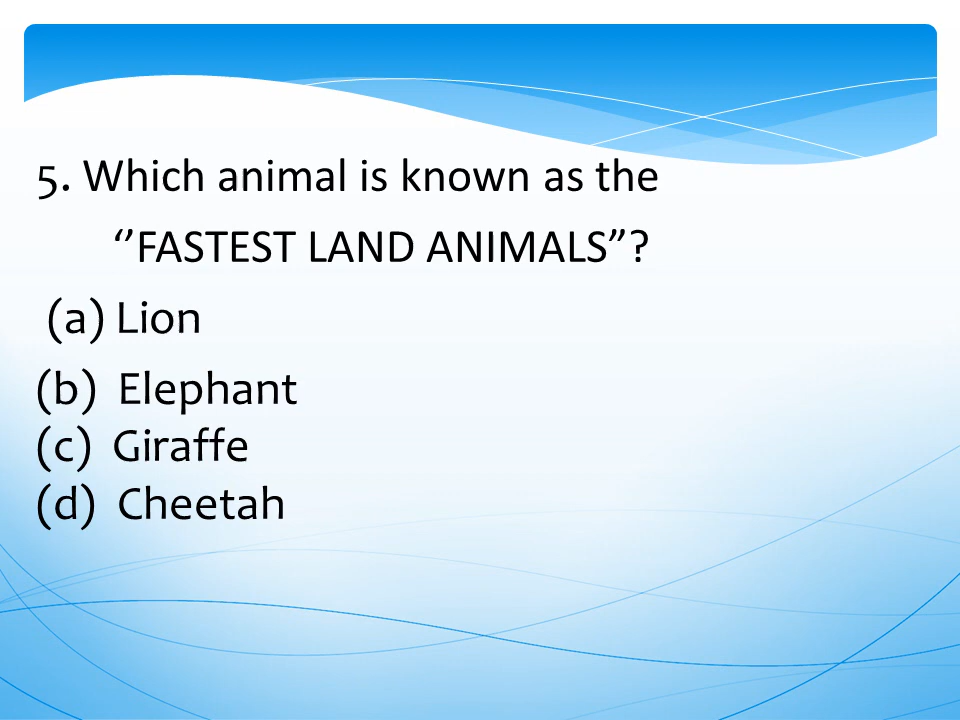 5. Which animal is known as the
‘’FASTEST LAND ANIMALS”?
(a) Lion
(b) Elephant
(c) Giraffe
(d) Cheetah